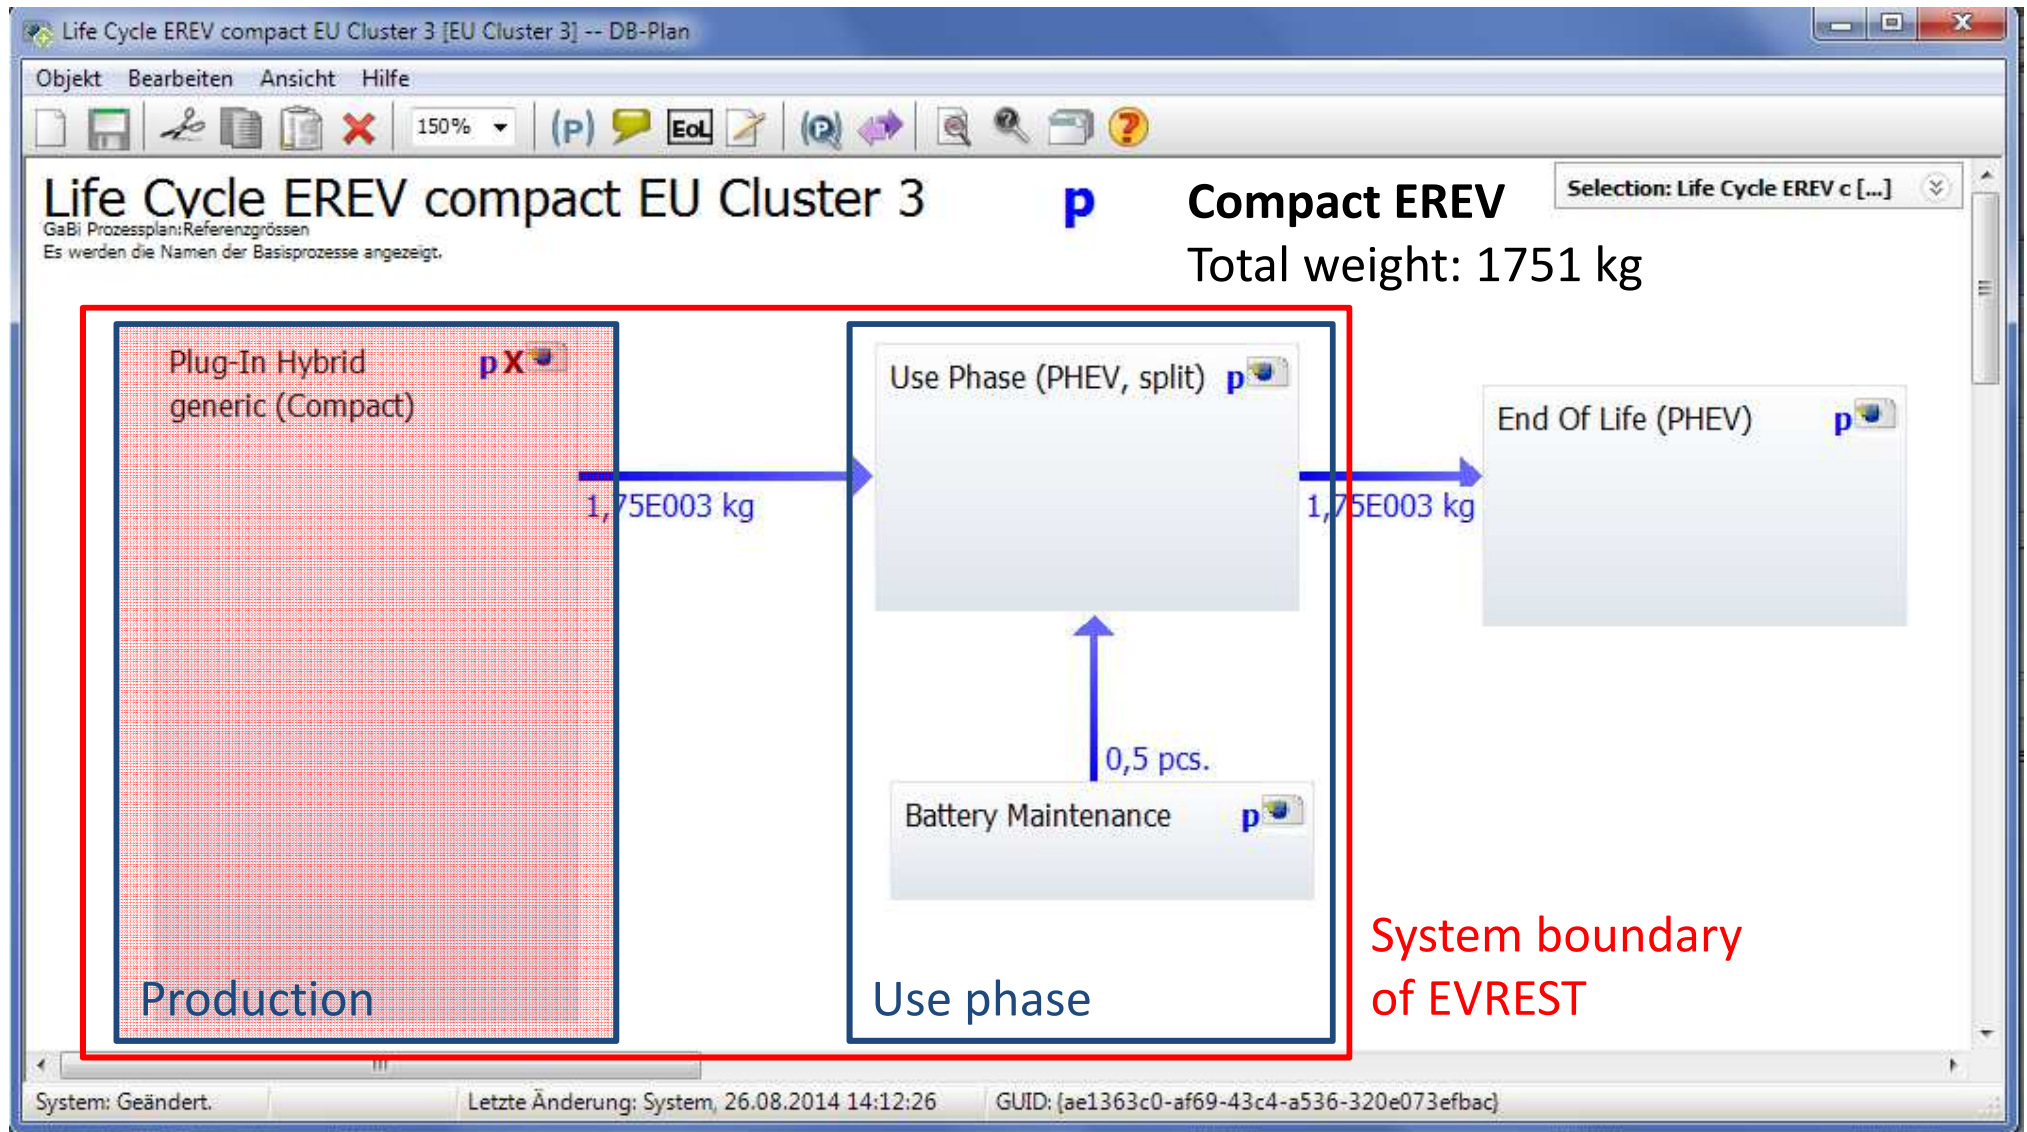 Life Cycle EREV compact EU Cluster 3 [EU Cluster 3] -- DB-Plan
Objekt Bearbeiten Ansicht Hilfe
150% (P) EoL (P) ?
Life Cycle EREV compact EU Cluster 3 p
GaBi Prozessplan:Referenzgrössen
Es werden die Namen der Basisprozesse angezeigt.
Compact EREV
Total weight: 1751 kg
Selection: Life Cycle EREV c [...]
Plug-In Hybrid p X
generic (Compact)
1,75E003 kg
Use Phase (PHEV, split) p
1,75E003 kg
End Of Life (PHEV) p
0,5 pcs.
Battery Maintenance p
Production
Use phase
System boundary
of EVREST
System: Geändert. Letzte Änderung: System, 26.08.2014 14:12:26 GUID: {ae1363c0-af69-43c4-a536-320e073efbac}